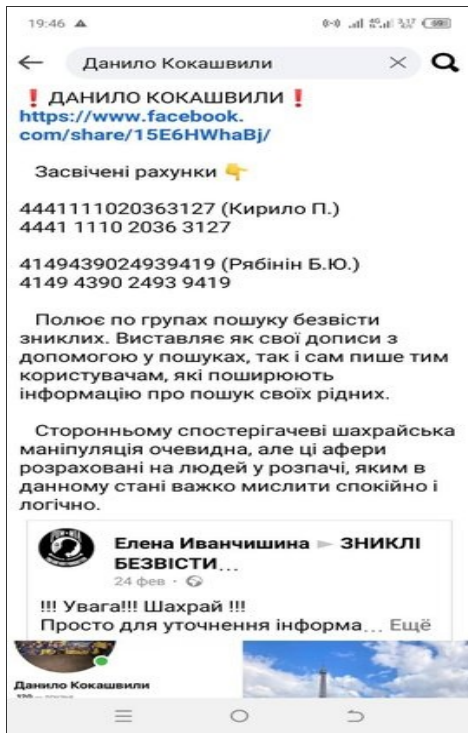 19:46
3,17
Данило Кокашвили
❗ ДАНИЛО КОКАШВИЛИ❗
https://www.facebook.
com/share/15E6HWhaBj/
Засвічені рахунки 👇
4441111020363127 (Кирило П.)
4441 1110 2036 3127
4149439024939419 (Рябінін Б.Ю.)
4149 4390 2493 9419
Полює по групах пошуку безвісти
зниклих. Виставляє як свої дописи з
допомогою у пошуках, так і сам пише тим
користувачам, які поширюють
інформацію про пошук своїх рідних.
Сторонньому спостерігачеві шахрайська
маніпуляція очевидна, але ці афери
розраховані на людей у розпачі, яким в
данному стані важко мислити спокійно і
логічно.
Елена Иванчишина ► ЗНИКЛІ
БЕЗВІСТИ...
24 фев ·
!!! Увага!!! Шахрай !!!
Просто для уточнення інформа... Ещё
Данило Кокашвили